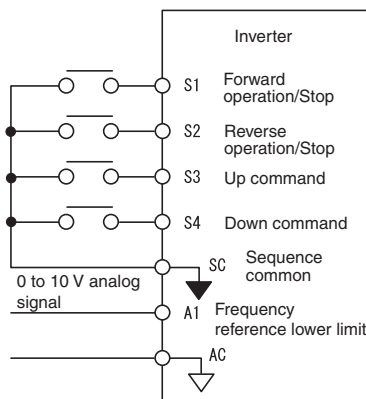 Inverter
S1 Forward
operation/Stop
S2 Reverse
operation/Stop
S3 Up command
S4 Down command
SC Sequence
common
0 to 10 V analog
signal
A1 Frequency
reference lower limit
AC